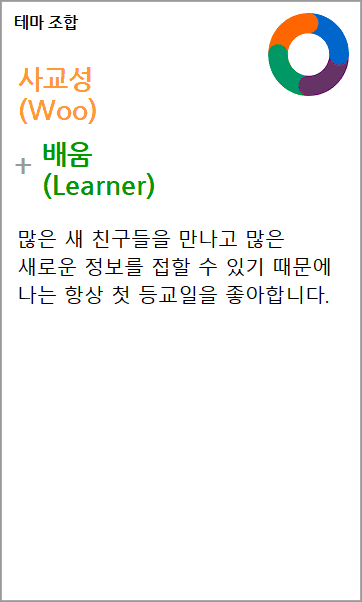 테마 조합
사교성
(Woo)
+ 배움
(Learner)
많은 새 친구들을 만나고 많은
새로운 정보를 접할 수 있기 때문에
나는 항상 첫 등교일을 좋아합니다.